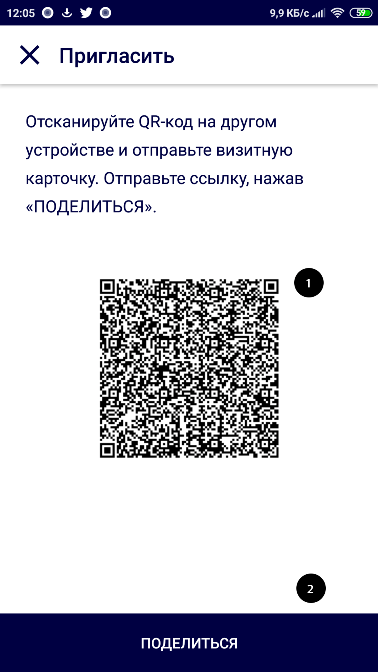 12:05 9,9 КБ/с 59
Пригласить
Отсканируйте QR-код на другом
устройстве и отправьте визитную
карточку. Отправьте ссылку, нажав
«ПОДЕЛИТЬСЯ».
1
2
ПОДЕЛИТЬСЯ